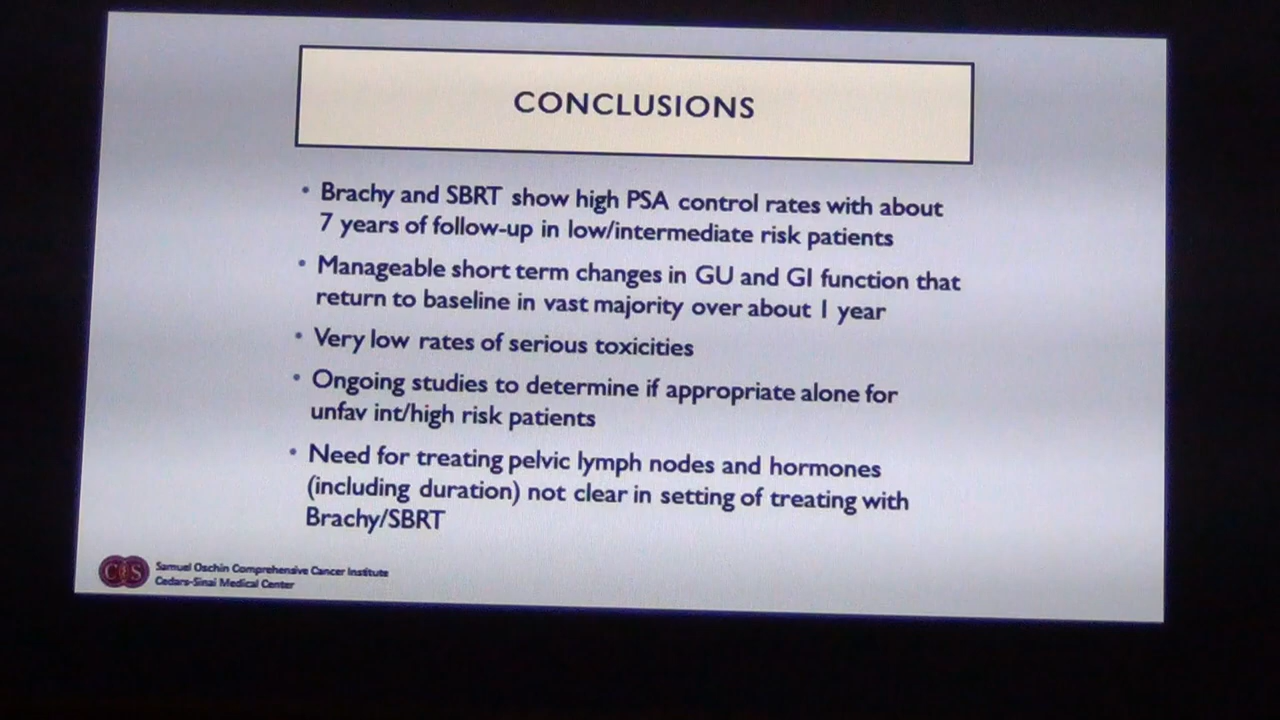 CONCLUSIONS
• Brachy and SBRT show high PSA control rates with about
7 years of follow-up in low/intermediate risk patients
• Manageable short term changes in GU and GI function that
return to baseline in vast majority over about 1 year
• Very low rates of serious toxicities
• Ongoing studies to determine if appropriate alone for
unfav int/high risk patients
• Need for treating pelvic lymph nodes and hormones
(including duration) not clear in setting of treating with
Brachy/SBRT
CS Samuel Oschin Comprehensive Cancer Institute
Cedars-Sinai Medical Center